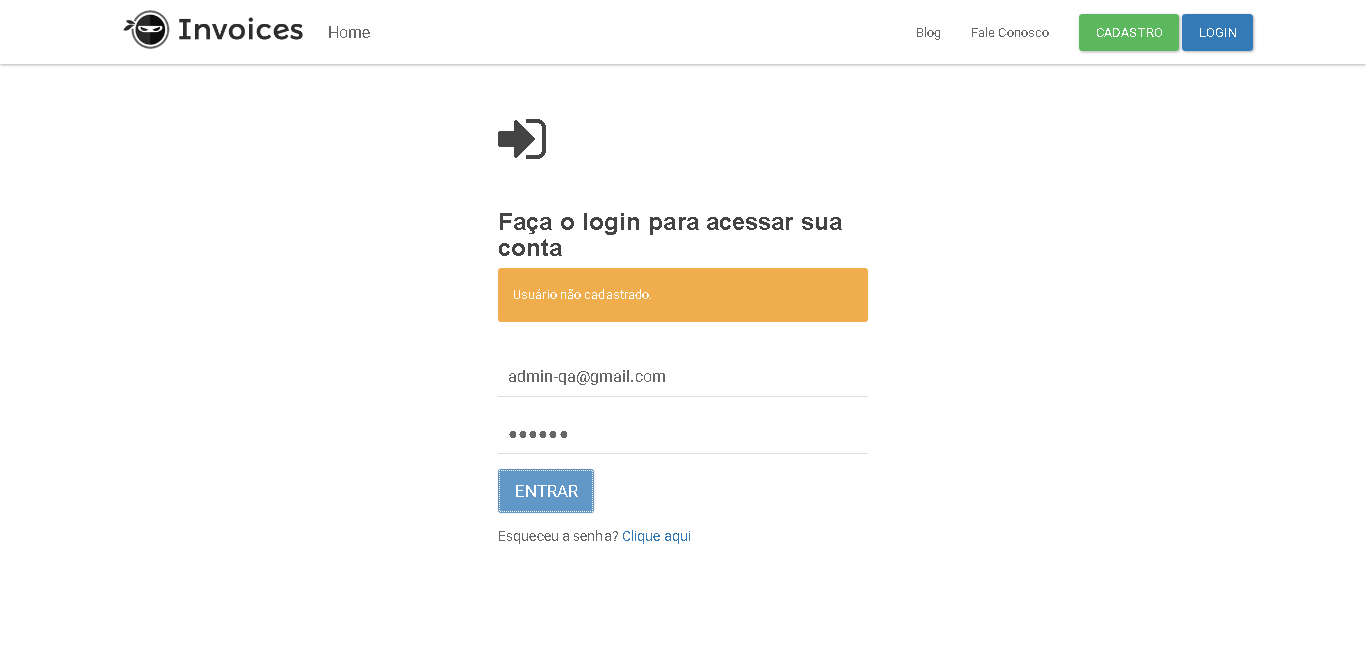 Invoices
Home
Blog
Fale Conosco
CADASTRO
LOGIN
Faça o login para acessar sua
conta
Usuário não cadastrado.
admin-qa@gmail.com
••••••
ENTRAR
Esqueceu a senha? Clique aqui